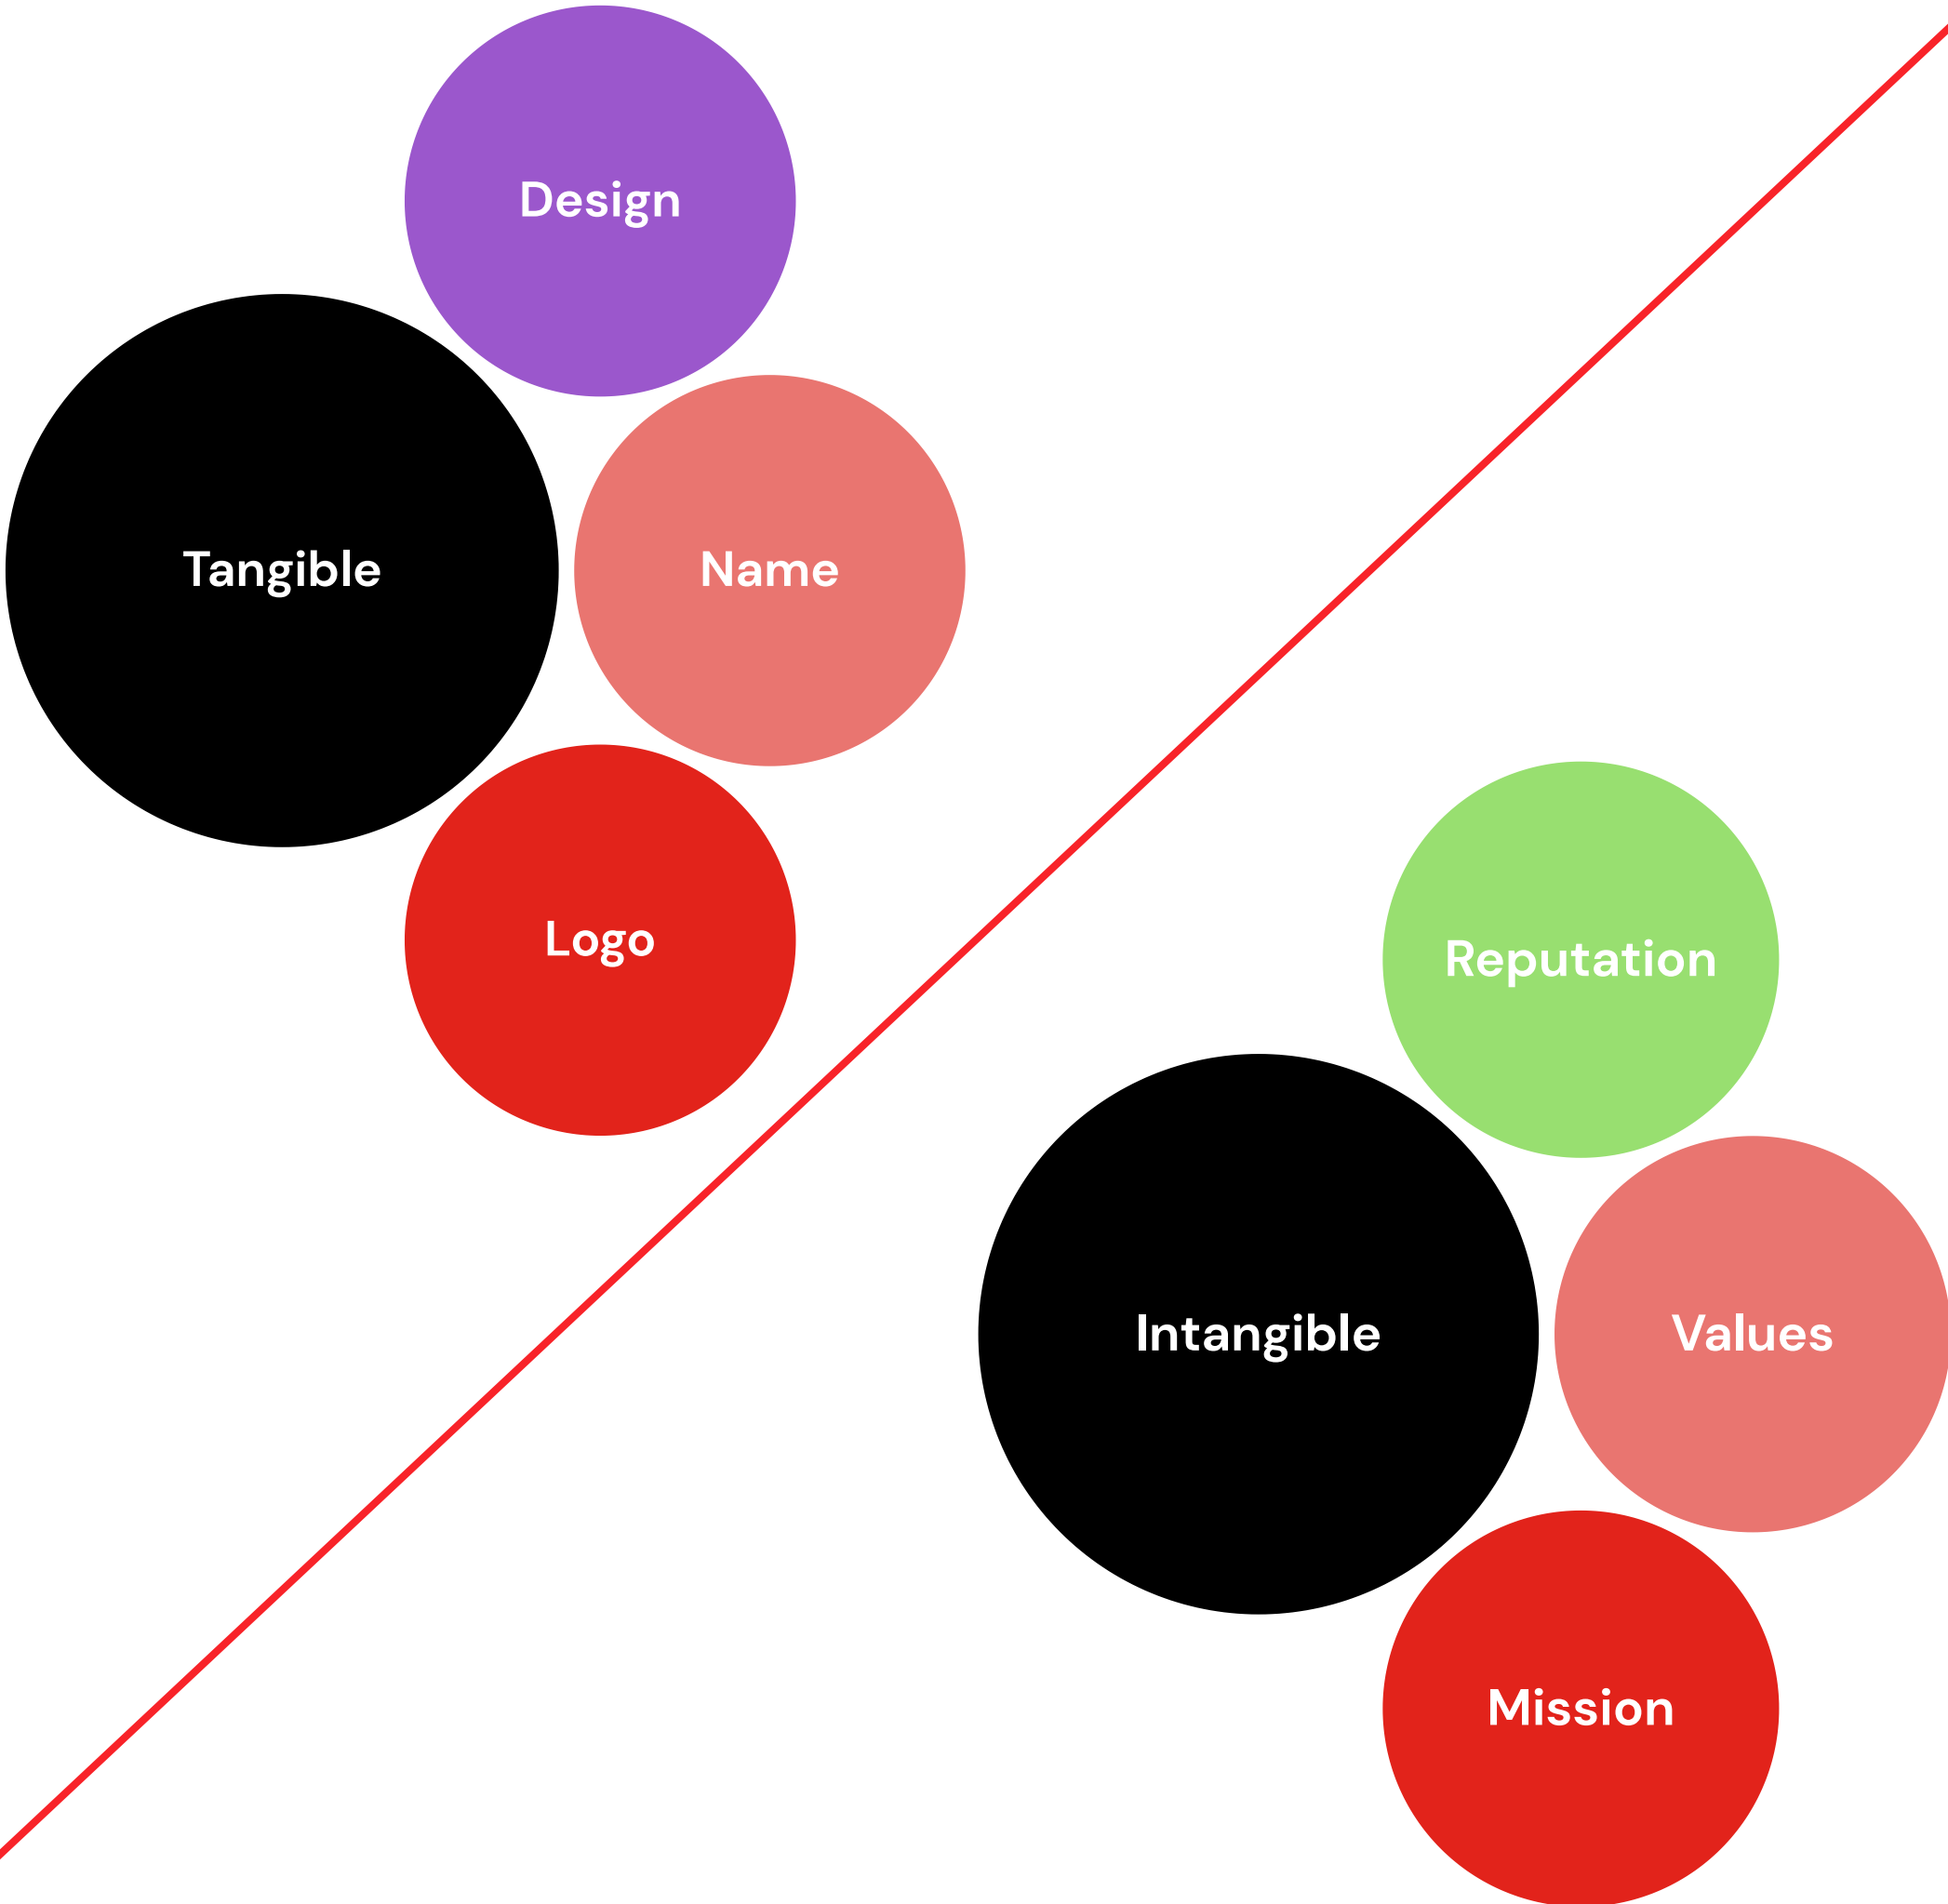 Design
Tangible
Name
Logo
Reputation
Intangible
Values
Mission